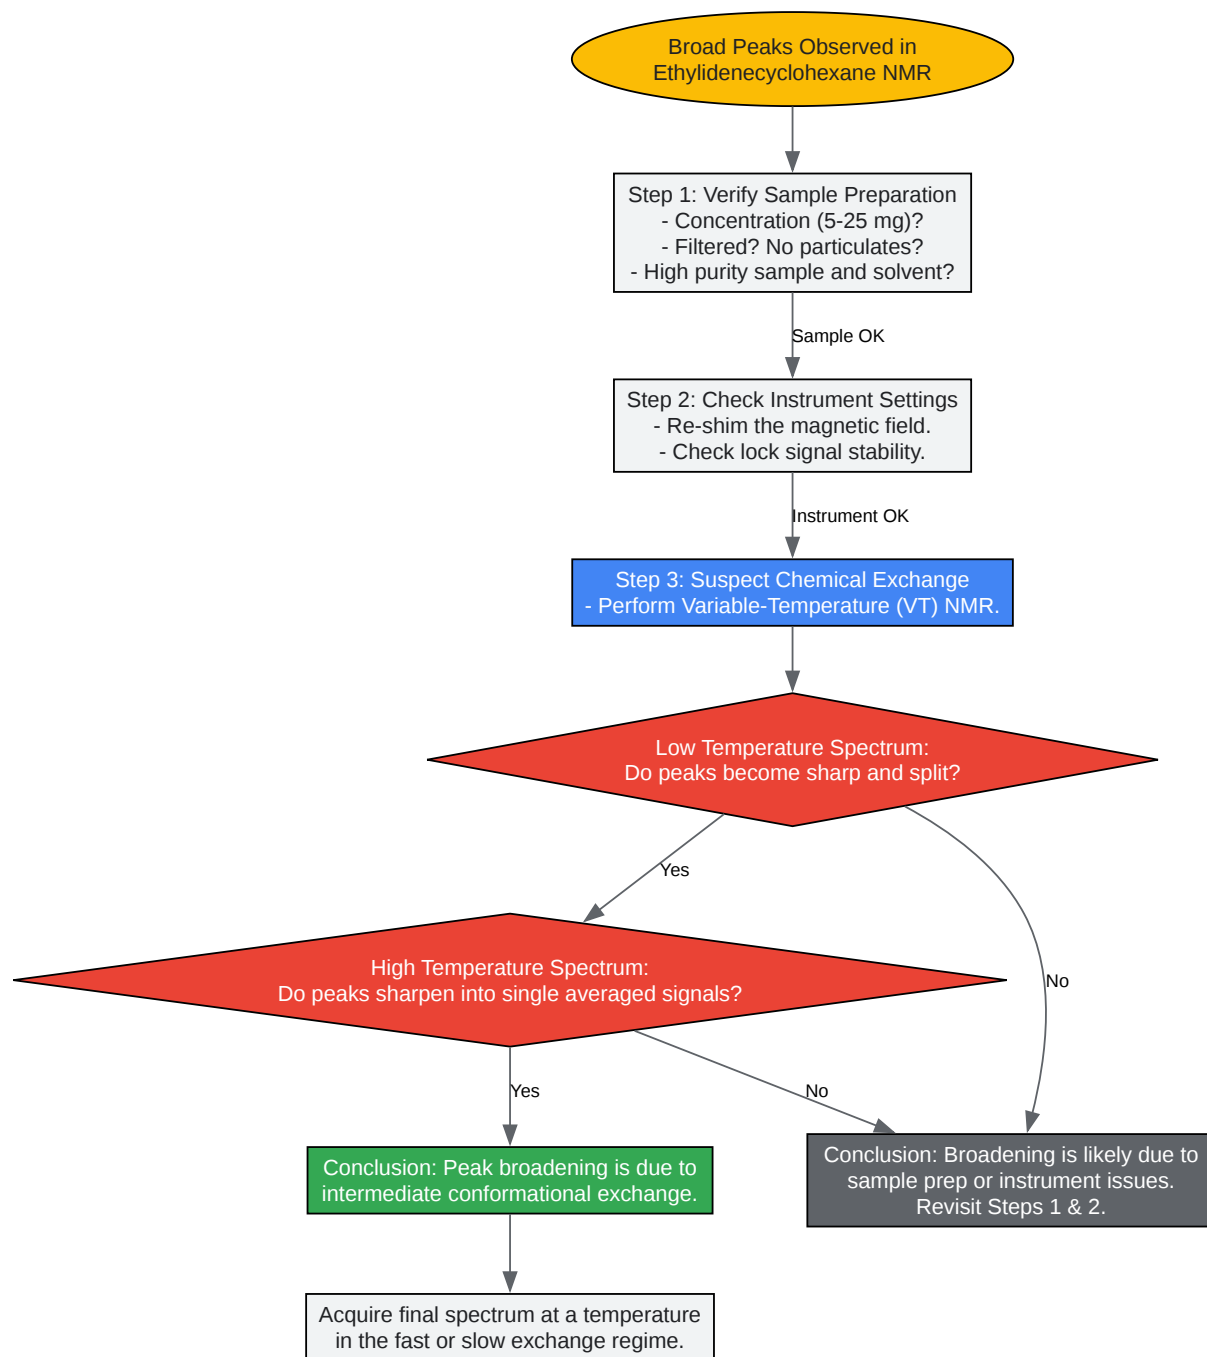 Broad Peaks Observed in
Ethylidenecyclohexane NMR
Step 1: Verify Sample Preparation
- Concentration (5-25 mg)?
- Filtered? No particulates?
- High purity sample and solvent?
Sample OK
Step 2: Check Instrument Settings
- Re-shim the magnetic field.
- Check lock signal stability.
Instrument OK
Step 3: Suspect Chemical Exchange
- Perform Variable-Temperature (VT) NMR.
Low Temperature Spectrum:
Do peaks become sharp and split?
Yes
No
High Temperature Spectrum:
Do peaks sharpen into single averaged signals?
Yes
No
Conclusion: Peak broadening is due to
intermediate conformational exchange.
Conclusion: Broadening is likely due to
sample prep or instrument issues.
Revisit Steps 1 & 2.
Acquire final spectrum at a temperature
in the fast or slow exchange regime.